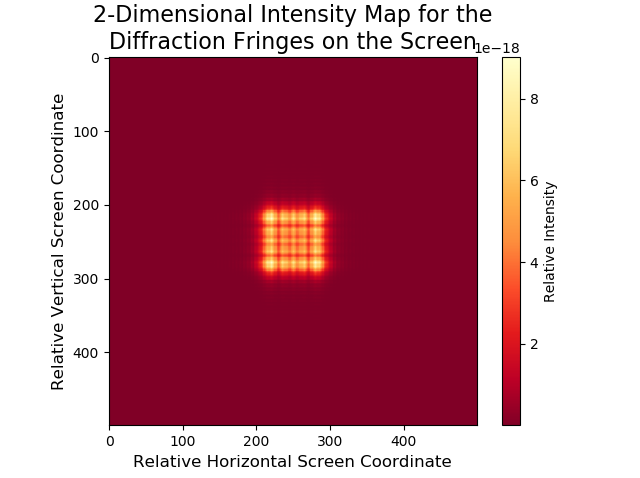 2-Dimensional Intensity Map for the
Diffraction Fringes on the Screen
1e−18
0
100
200
300
400
0
100
200
300
400
2
4
6
8
Relative Vertical Screen Coordinate
Relative Horizontal Screen Coordinate
Relative Intensity